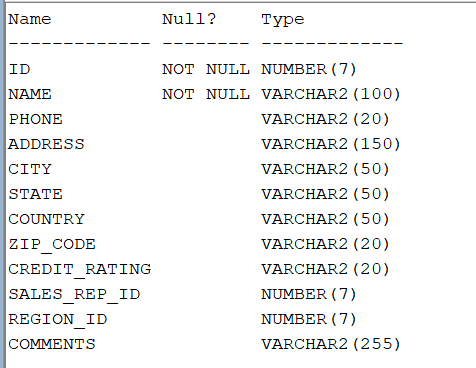 Name           Null?    Type
-------------- -------- -------------
ID             NOT NULL NUMBER(7)
NAME           NOT NULL VARCHAR2(100)
PHONE                   VARCHAR2(20)
ADDRESS                 VARCHAR2(150)
CITY                    VARCHAR2(50)
STATE                   VARCHAR2(50)
COUNTRY                 VARCHAR2(50)
ZIP_CODE                VARCHAR2(20)
CREDIT_RATING           VARCHAR2(20)
SALES_REP_ID            NUMBER(7)
REGION_ID               NUMBER(7)
COMMENTS                VARCHAR2(255)